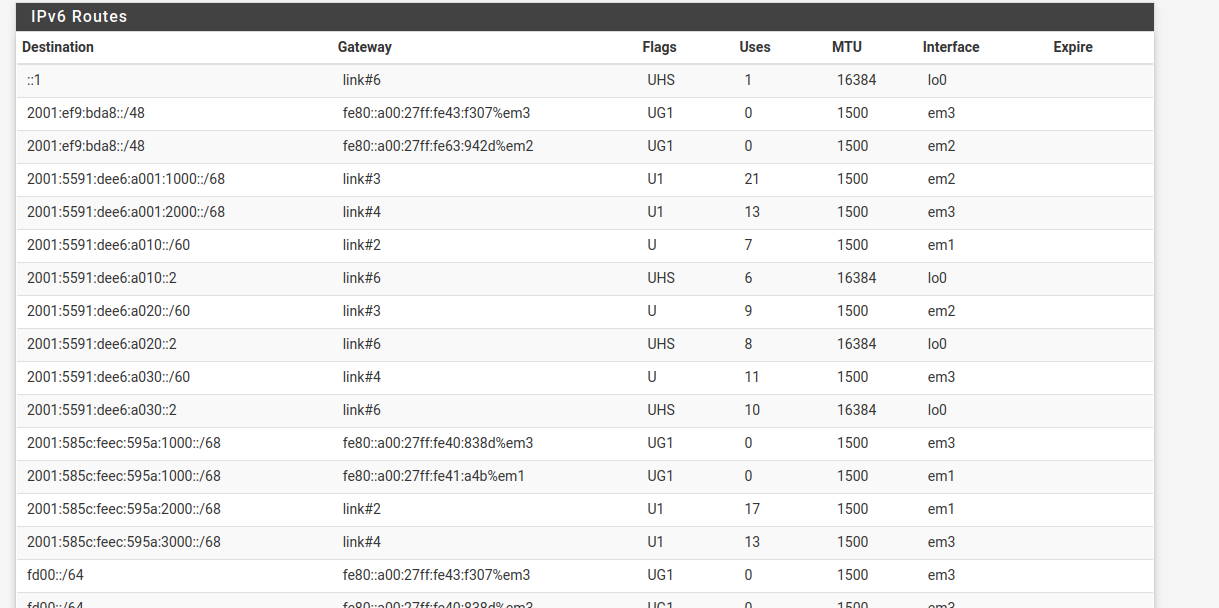 IPv6 Routes
Destination Gateway Flags Uses MTU Interface Expire
::1 link#6 UHS 1 16384 lo0
2001:ef9:bda8::/48 fe80::a00:27ff:fe43:f307%em3 UG1 0 1500 em3
2001:ef9:bda8::/48 fe80::a00:27ff:fe63:942d%em2 UG1 0 1500 em2
2001:5591:dee6:a001:1000::/68 link#3 U1 21 1500 em2
2001:5591:dee6:a001:2000::/68 link#4 U1 13 1500 em3
2001:5591:dee6:a010::/60 link#2 U 7 1500 em1
2001:5591:dee6:a010::2 link#6 UHS 6 16384 lo0
2001:5591:dee6:a020::/60 link#3 U 9 1500 em2
2001:5591:dee6:a020::2 link#6 UHS 8 16384 lo0
2001:5591:dee6:a030::/60 link#4 U 11 1500 em3
2001:5591:dee6:a030::2 link#6 UHS 10 16384 lo0
2001:585c:feec:595a:1000::/68 fe80::a00:27ff:fe40:838d%em3 UG1 0 1500 em3
2001:585c:feec:595a:1000::/68 fe80::a00:27ff:fe41:a4b%em1 UG1 0 1500 em1
2001:585c:feec:595a:2000::/68 link#2 U1 17 1500 em1
2001:585c:feec:595a:3000::/68 link#4 U1 13 1500 em3
fd00::/64 fe80::a00:27ff:fe43:f307%em3 UG1 0 1500 em3
fd00::/64 fe80::a00:27ff:fe40:838d%em3 UG1 0 1500 em3